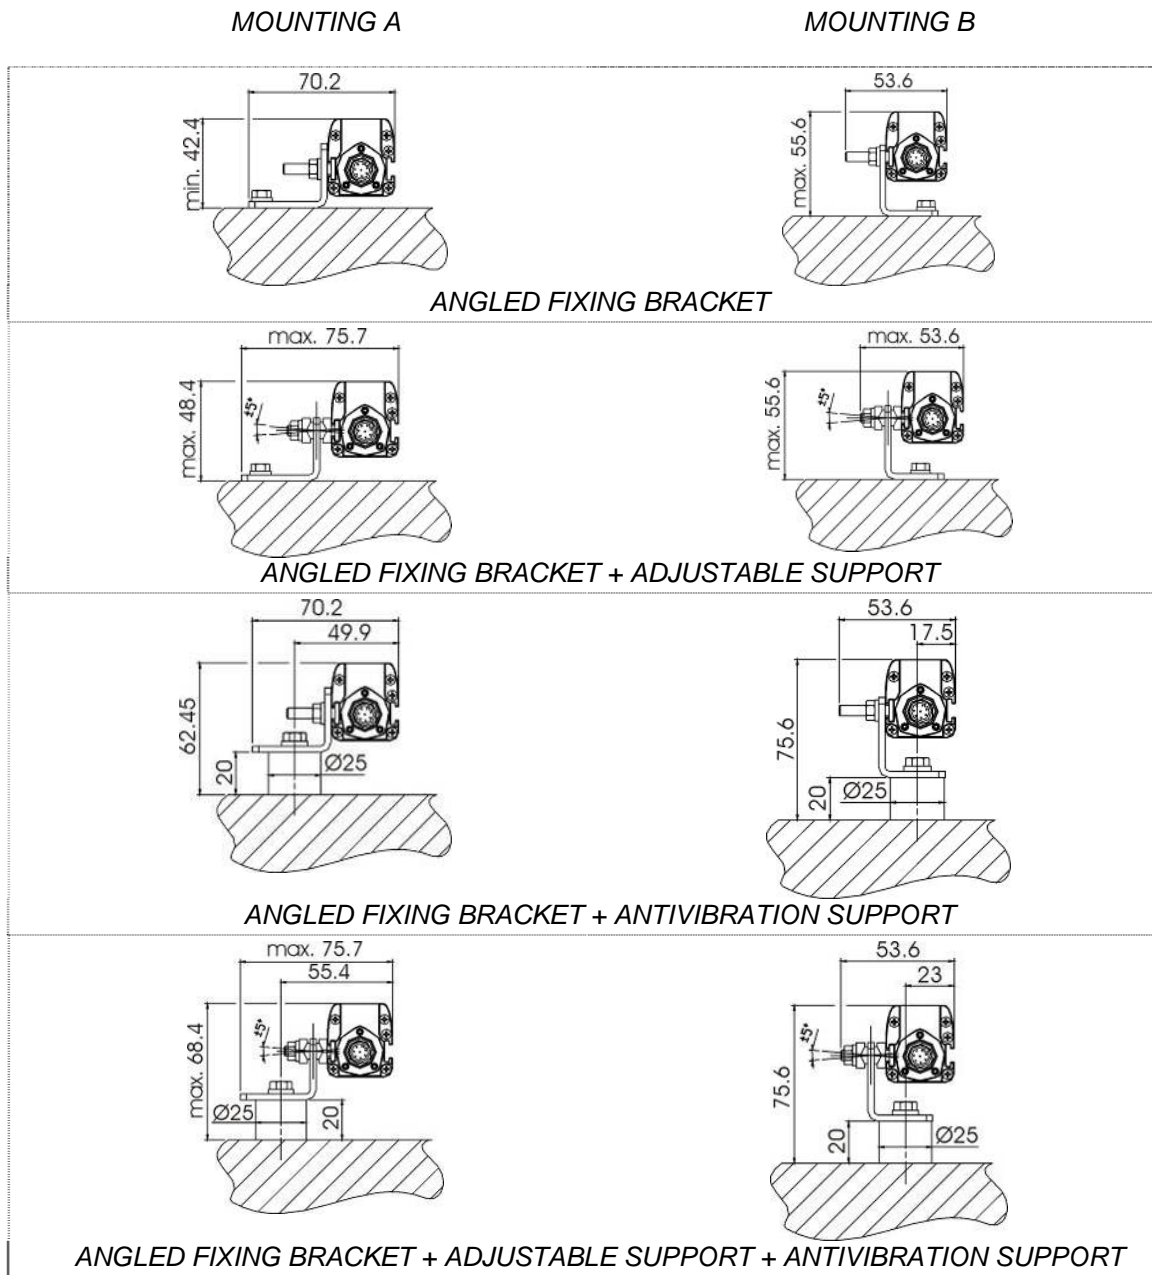 MOUNTING A
MOUNTING B
70.2
min. 42.4
53.6
max. 55.6
ANGLED FIXING BRACKET
max. 75.7
max. 48.4
±5°
max. 53.6
max. 55.6
±5°
ANGLED FIXING BRACKET + ADJUSTABLE SUPPORT
70.2
49.9
62.45
20
Ø25
53.6
17.5
75.6
20
Ø25
ANGLED FIXING BRACKET + ANTIVIBRATION SUPPORT
max. 75.7
55.4
max. 68.4
±5°
Ø25
20
53.6
23
75.6
±5°
20
Ø25
ANGLED FIXING BRACKET + ADJUSTABLE SUPPORT + ANTIVIBRATION SUPPORT